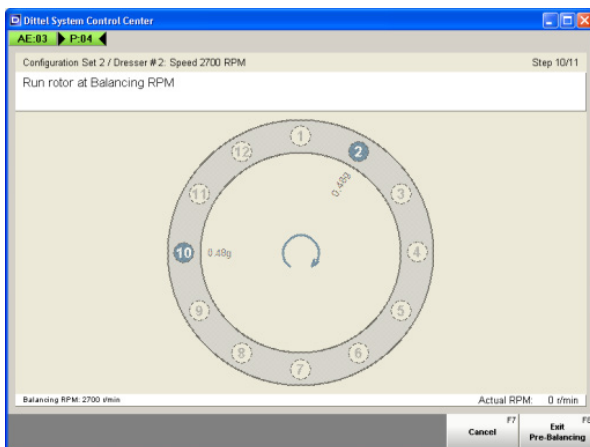 Dittel System Control Center
AE:03 P:04
Configuration Set 2 / Dresser #2: Speed 2700 RPM Step 10/11
Run rotor at Balancing RPM
1
12 2
0.48g
11 3
10 0.48g 4
9 5
8 6
7
Balancing RPM: 2700 r/min Actual RPM: 0 r/min
F7 F8
Cancel Exit
Pre-Balancing